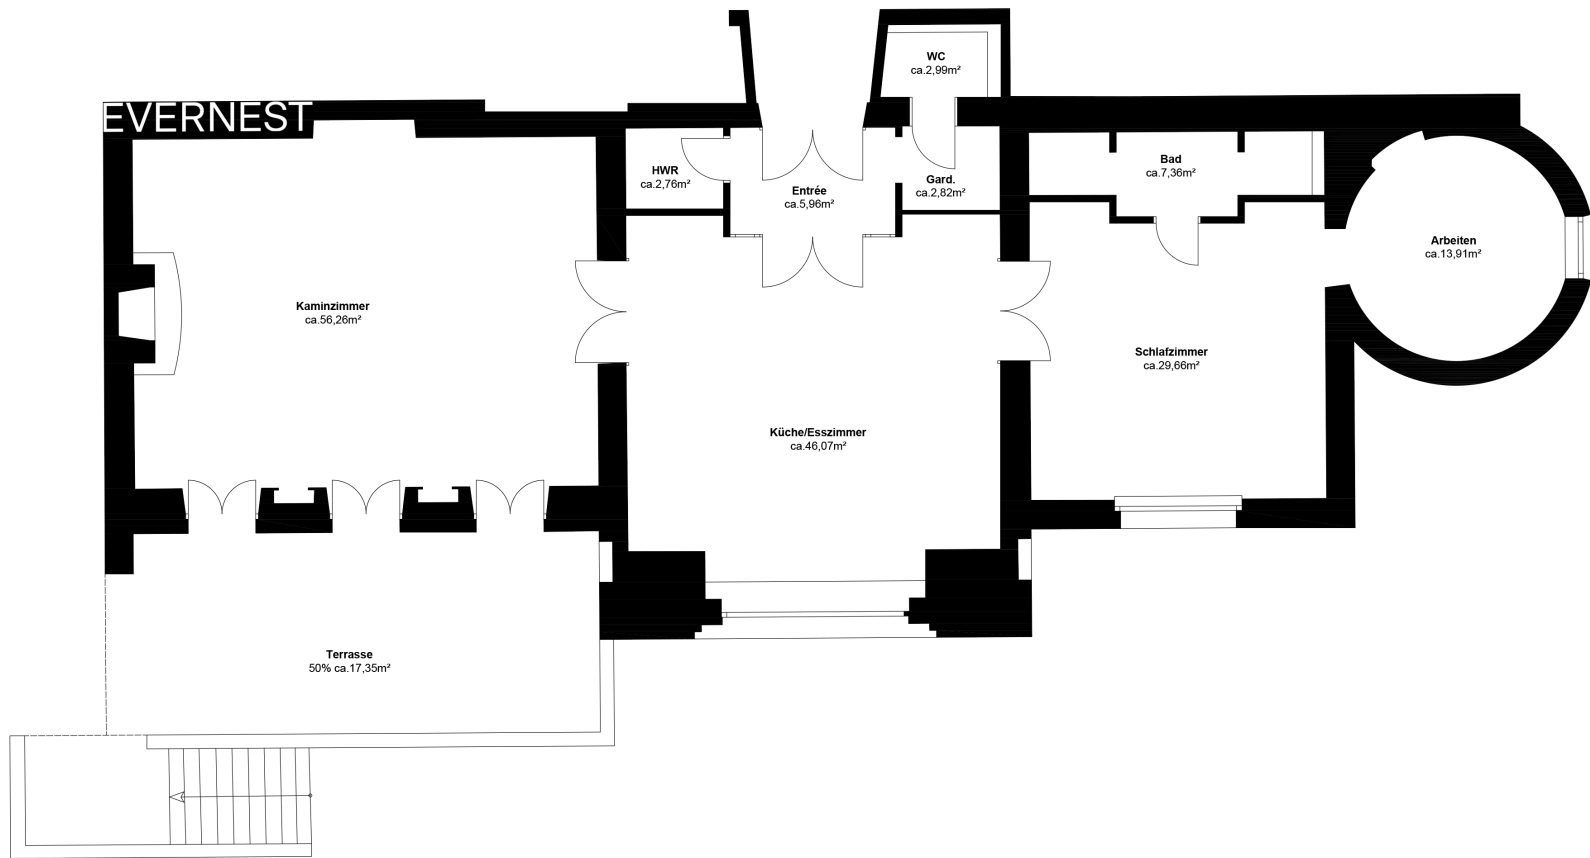 EVERNEST
WC
ca.2,99m²
HWR
ca.2,76m²
Entrée
ca.5,96m²
Gard.
ca.2,82m²
Bad
ca.7,36m²
Arbeiten
ca.13,91m²
Kaminzimmer
ca.56,26m²
Schlafzimmer
ca.29,66m²
Küche/Esszimmer
ca.46,07m²
Terrasse
50% ca.17,35m²